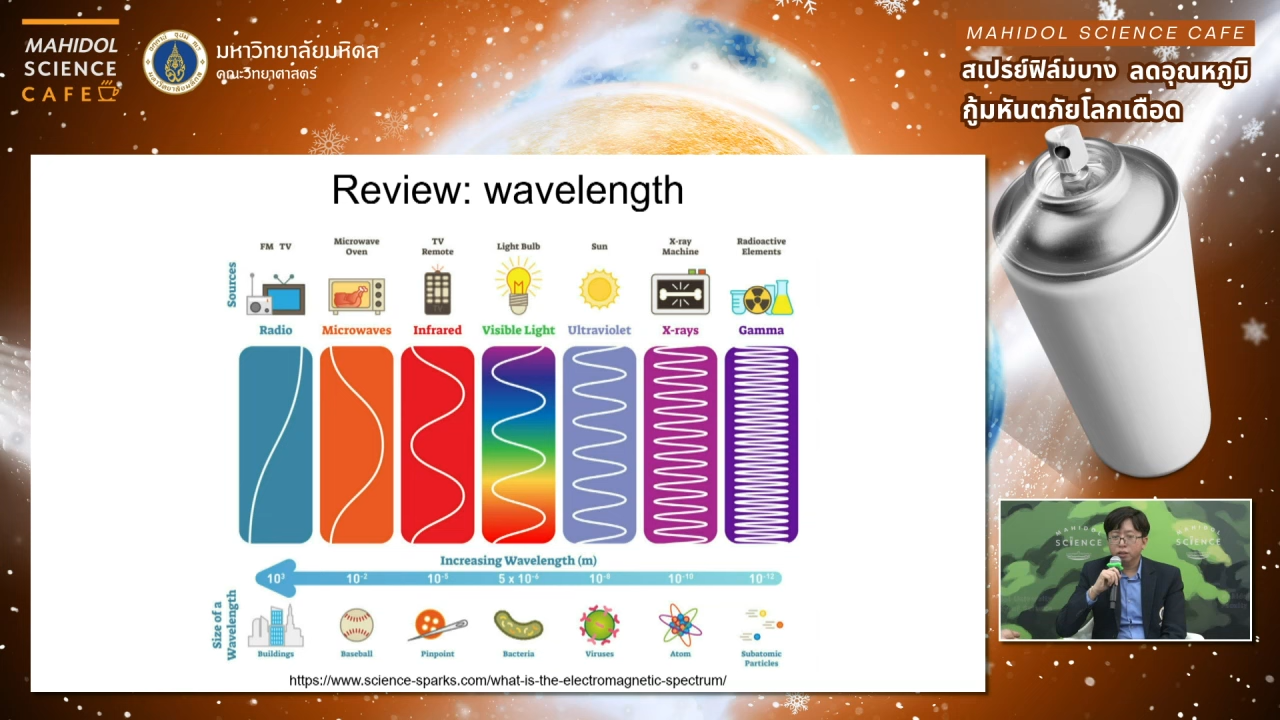 MAHIDOL
SCIENCE
CAFE
มหาวิทยาลัยมหิดล
คณะวิทยาศาสตร์
MAHIDOL SCIENCE CAFE
สเปรย์ฟิล์มบาง ลดอุณหภูมิ
กู้มหันตภัยโลกเดือด
Review: wavelength
Sources
FM TV
Microwave
Oven
TV
Remote
Light Bulb
Sun
X-ray
Machine
Radioactive
Elements
Radio
Microwaves
Infrared
Visible Light
Ultraviolet
X-rays
Gamma
Increasing Wavelength (m)
10³ 10⁻² 10⁻⁵ 5 x 10⁻⁶ 10⁻⁸ 10⁻¹⁰ 10⁻¹²
Size of a
Wavelength
Buildings
Baseball
Pinpoint
Bacteria
Viruses
Atom
Subatomic
Particles
https://www.science-sparks.com/what-is-the-electromagnetic-spectrum/
MAHIDOL
SCIENCE
SCIENCE